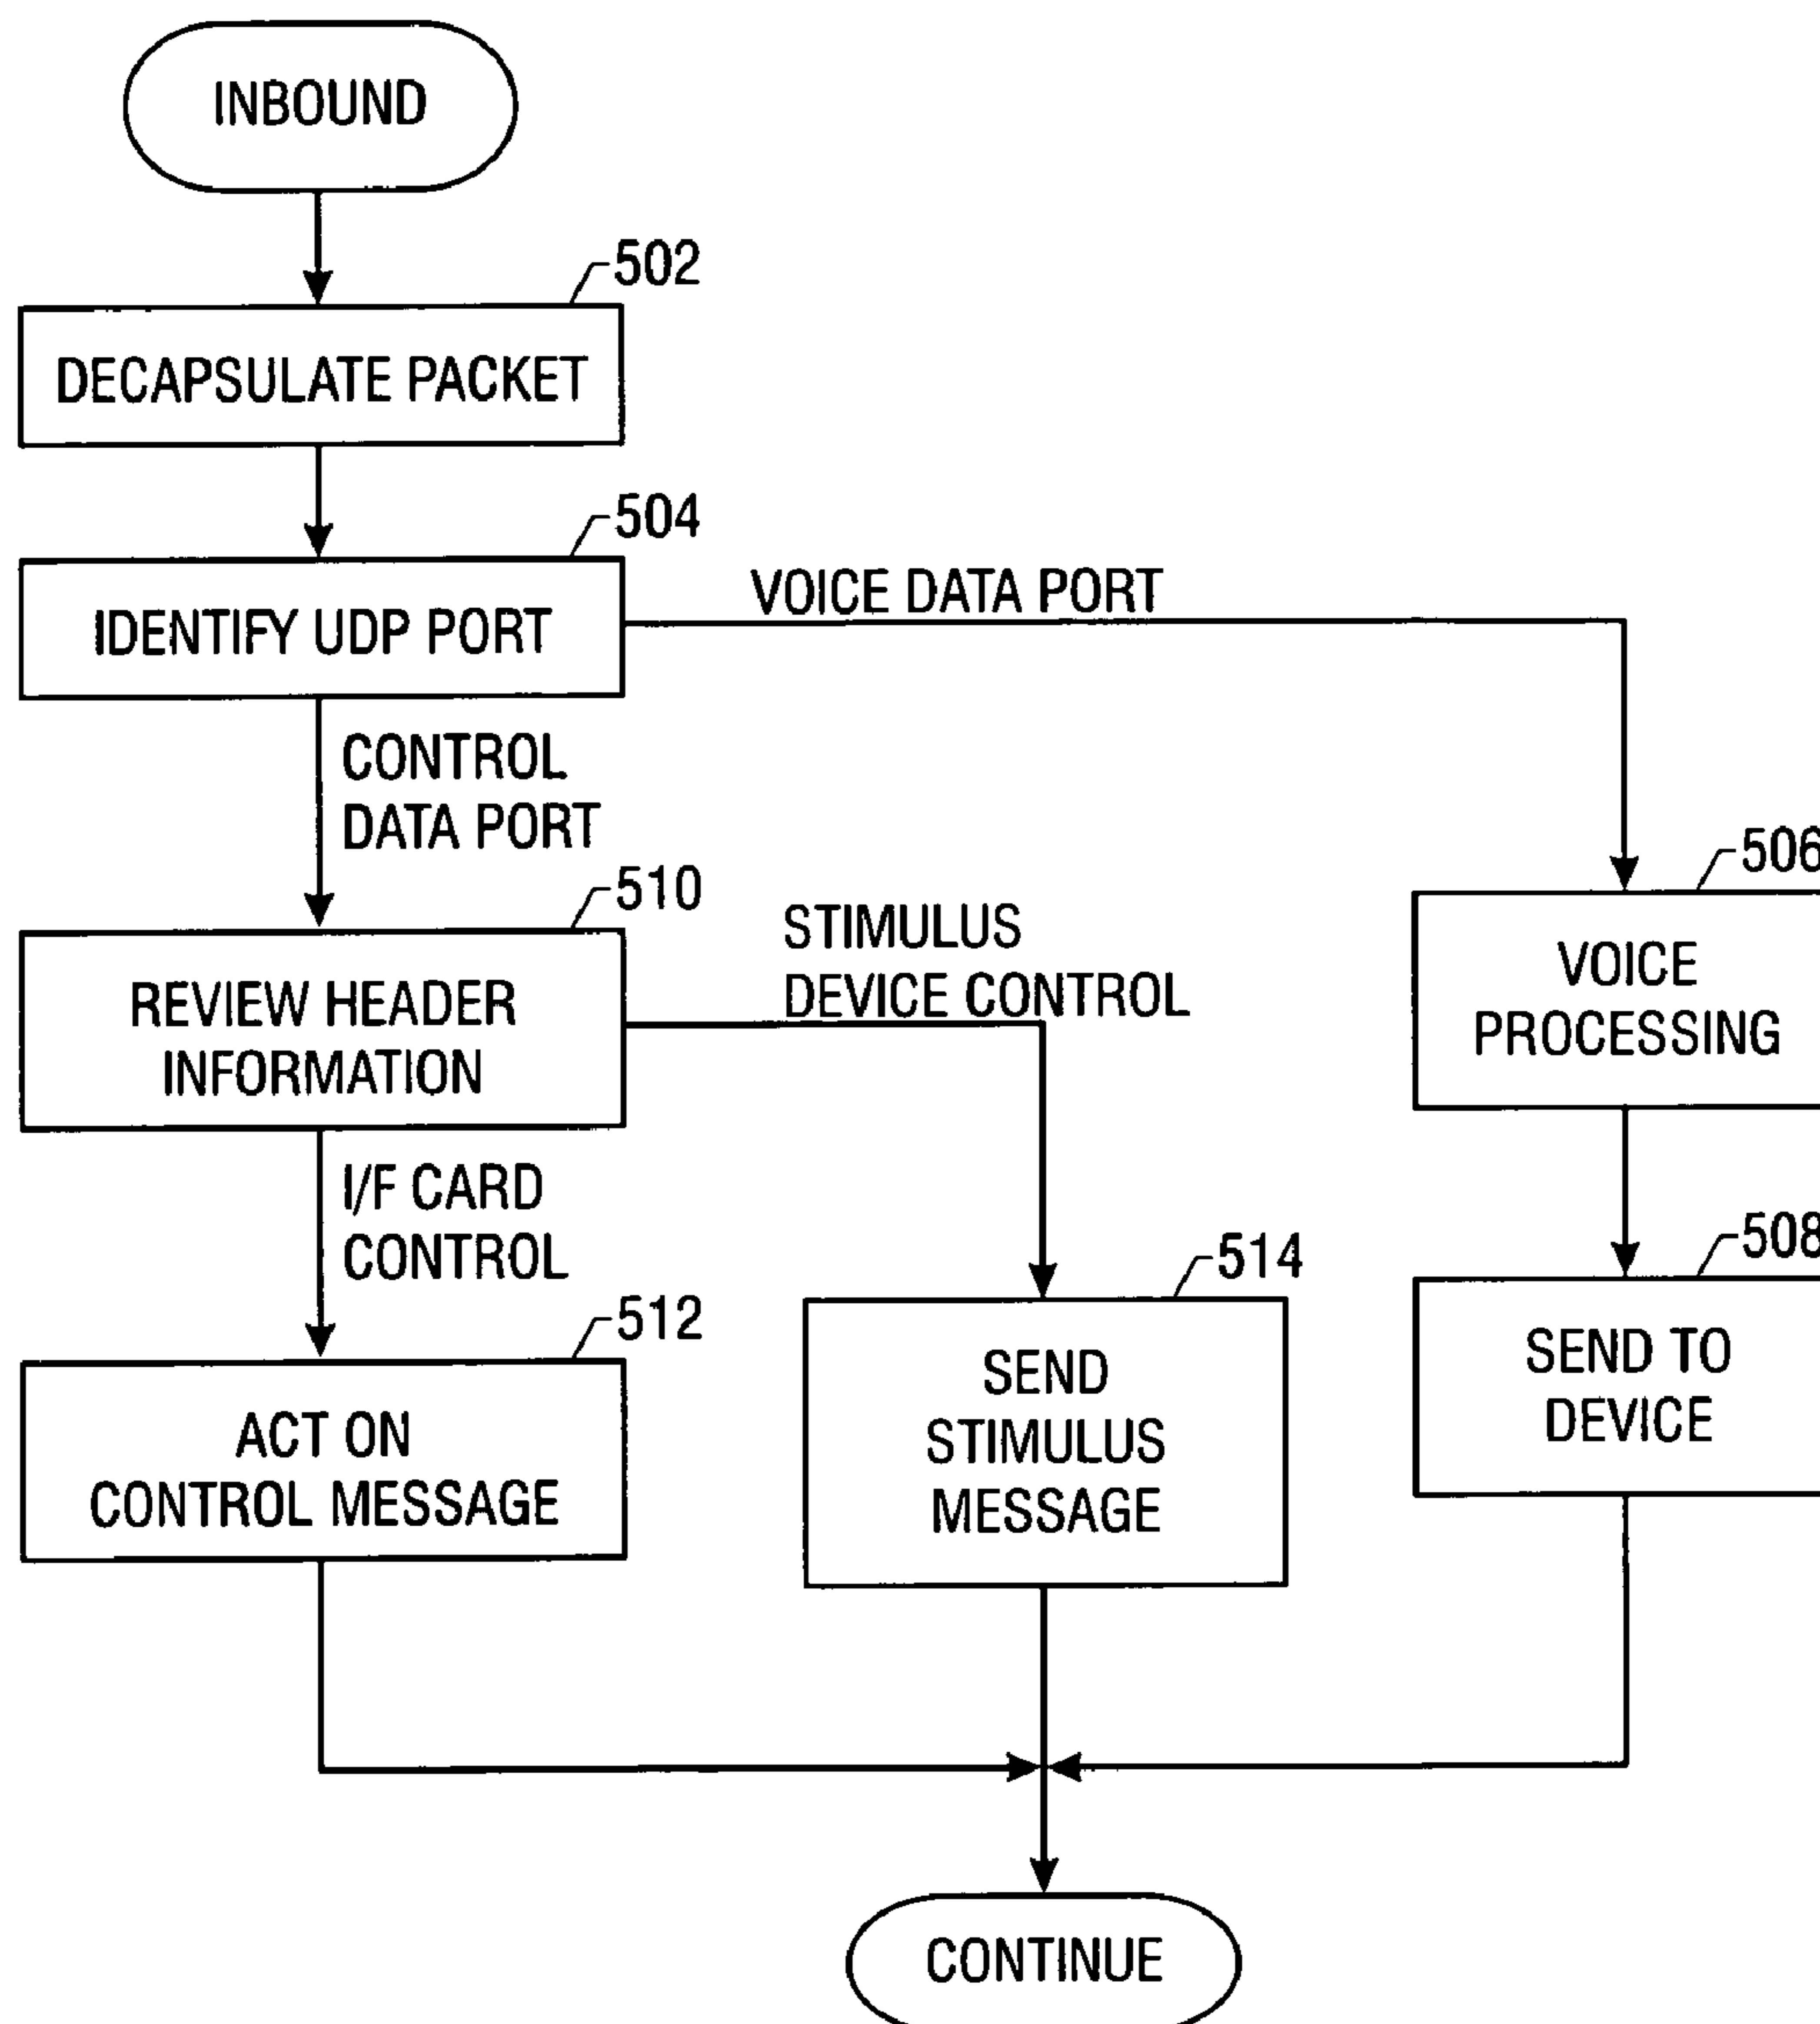 INBOUND
502
DECAPSULATE PACKET
504
IDENTIFY UDP PORT
VOICE DATA PORT
CONTROL
DATA PORT
506
VOICE
PROCESSING
510
REVIEW HEADER
INFORMATION
STIMULUS
DEVICE CONTROL
I/F CARD
CONTROL
508
SEND TO
DEVICE
514
SEND
STIMULUS
MESSAGE
512
ACT ON
CONTROL MESSAGE
CONTINUE